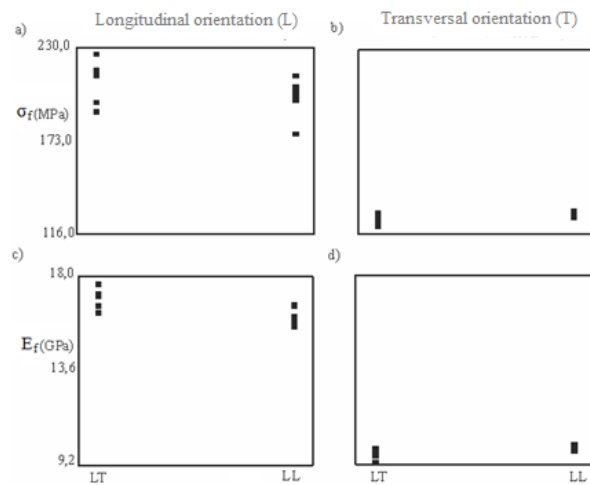 Longitudinal orientation (L)
Transversal orientation (T)
a)
b)
230,0
σf(MPa)
173,0
116,0
c)
d)
18,0
Ef(GPa)
13,6
9,2
LT
LL
LT
LL